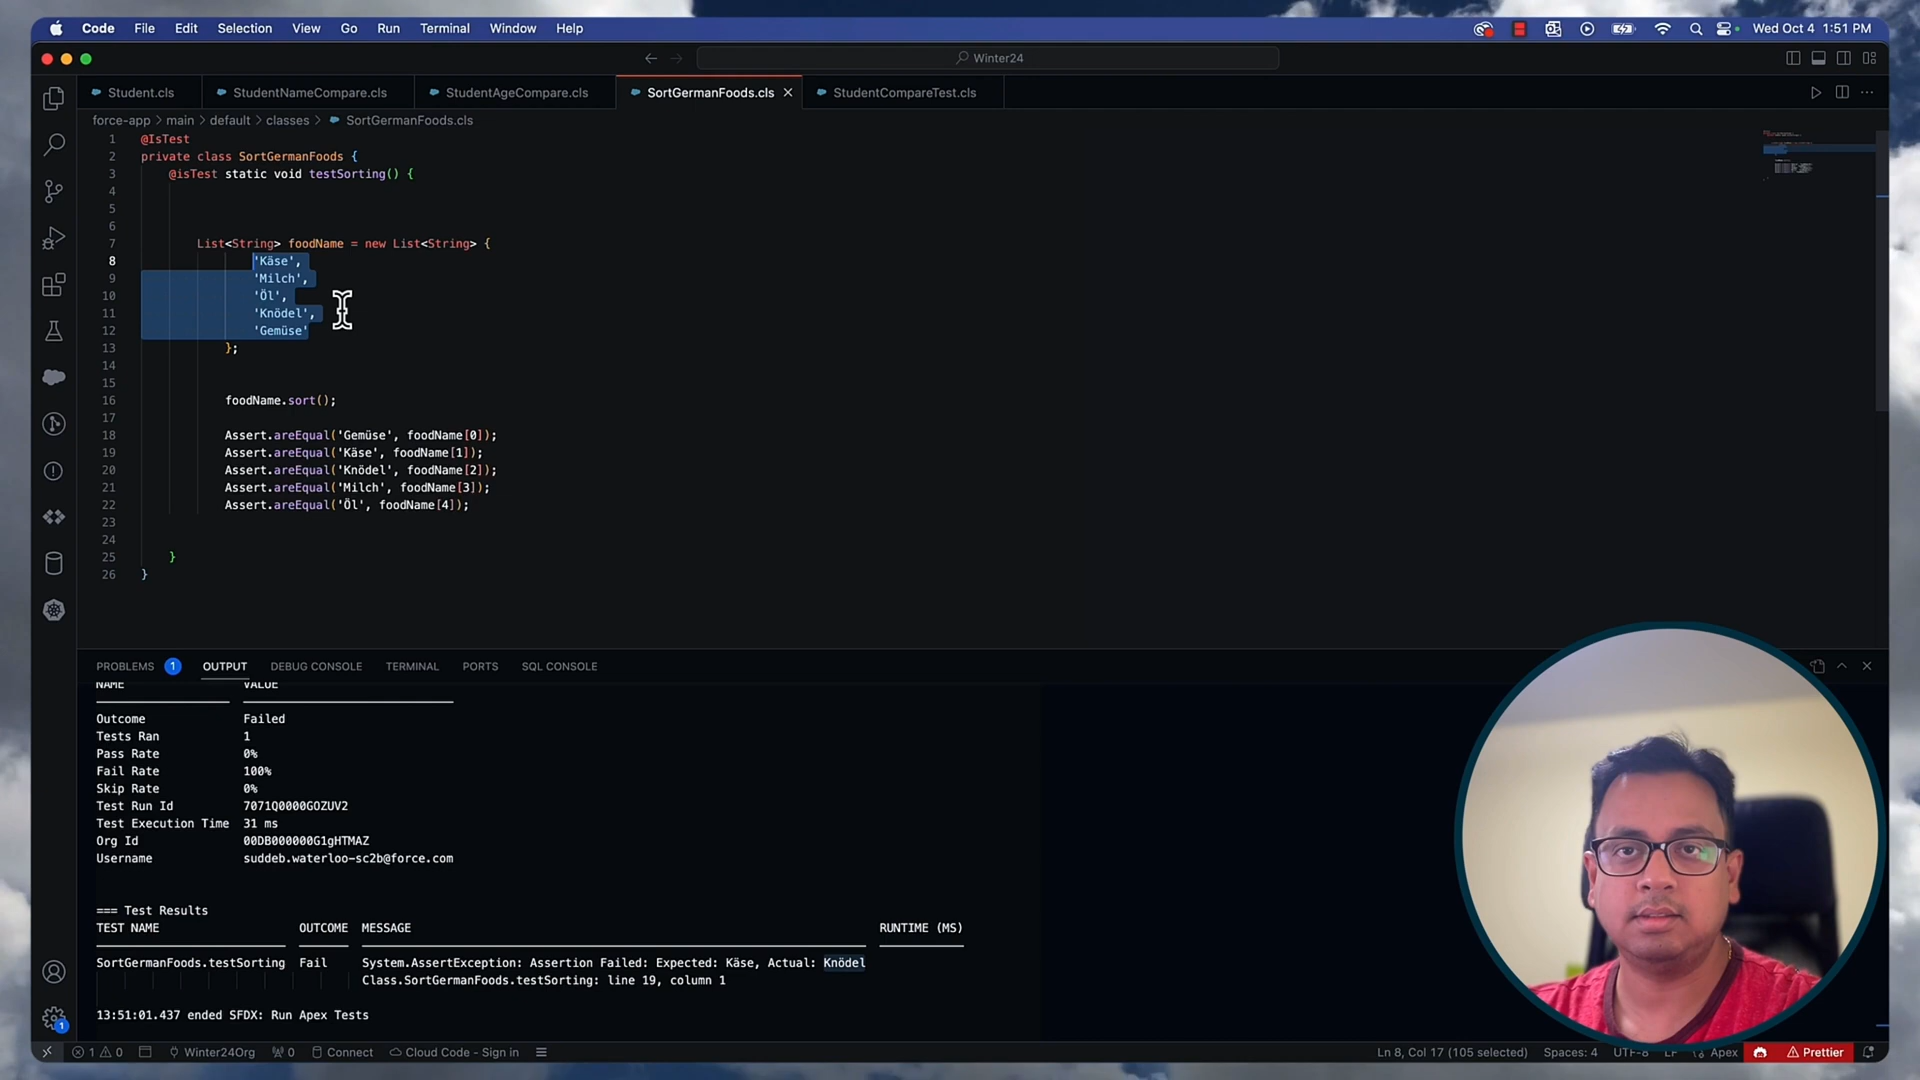 Code File Edit Selection View Go Run Terminal Window Help Wed Oct 4 1:51 PM
Winter24
Student.cls StudentNameCompare.cls StudentAgeCompare.cls SortGermanFoods.cls StudentCompareTest.cls
force-app > main > default > classes > SortGermanFoods.cls
1 @IsTest
2 private class SortGermanFoods {
3 @isTest static void testSorting() {
4
5
6
7 List<String> foodName = new List<String> {
8 'Käse',
9 'Milch',
10 'Öl',
11 'Knödel',
12 'Gemüse'
13 };
14
15
16 foodName.sort();
17
18 Assert.areEqual('Gemüse', foodName[0]);
19 Assert.areEqual('Käse', foodName[1]);
20 Assert.areEqual('Knödel', foodName[2]);
21 Assert.areEqual('Milch', foodName[3]);
22 Assert.areEqual('Öl', foodName[4]);
23
24
25 }
26 }
PROBLEMS 1 OUTPUT DEBUG CONSOLE TERMINAL PORTS SQL CONSOLE
NAME VALUE
Outcome Failed
Tests Ran 1
Pass Rate 0%
Fail Rate 100%
Skip Rate 0%
Test Run Id 7071Q0000GOZUV2
Test Execution Time 31 ms
Org Id 00DB000000G1gHTMAZ
Username suddeb.waterloo-sc2b@force.com
=== Test Results
TEST NAME OUTCOME MESSAGE RUNTIME (MS)
SortGermanFoods.testSorting Fail System.AssertException: Assertion Failed: Expected: Käse, Actual: Knödel
Class.SortGermanFoods.testSorting: line 19, column 1
13:51:01.437 ended SFDX: Run Apex Tests
1
1 0 Winter24Org 0 Connect Cloud Code - Sign in Ln 8, Col 17 (105 selected) Spaces: 4 UTF-8 LF Apex Prettier